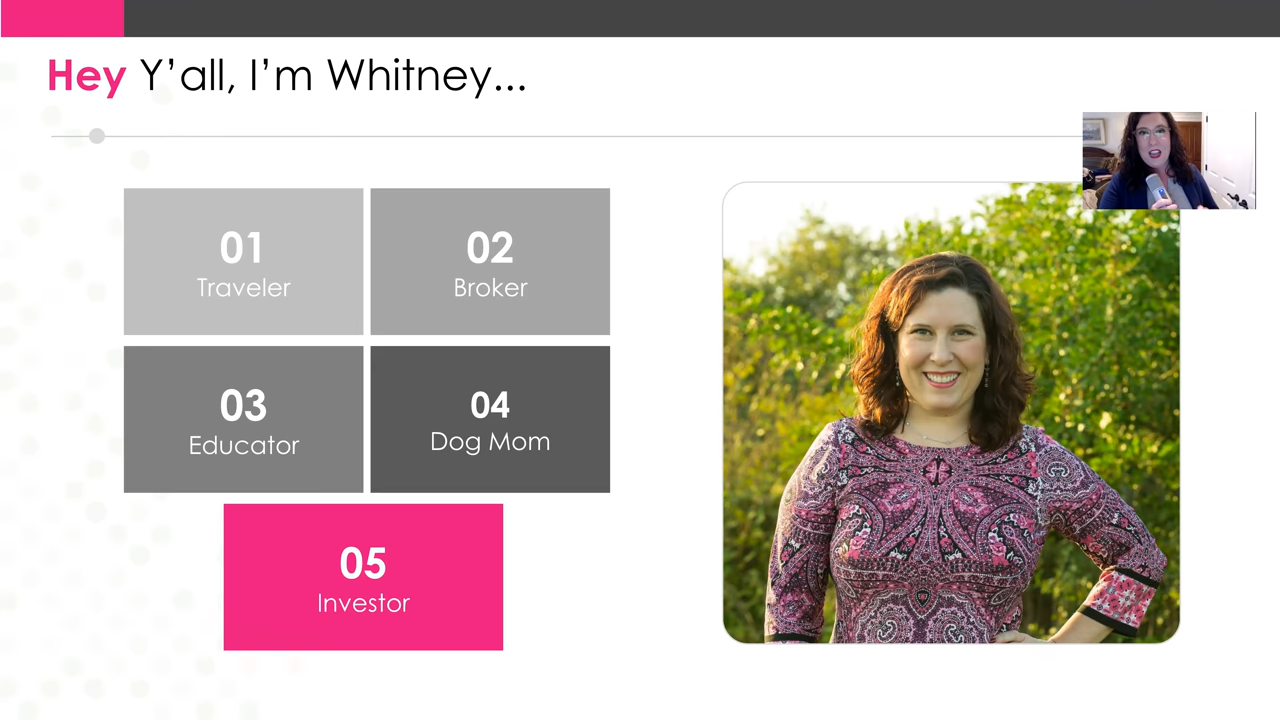 Hey Y’all, I’m Whitney...
01
Traveler
02
Broker
03
Educator
04
Dog Mom
05
Investor